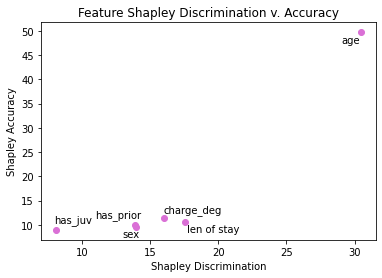 Feature Shapley Discrimination v. Accuracy
50
age
45
40
35
30
25
20
15
10
Shapley Accuracy
has_juv
has_prior
charge_deg
sex
len of stay
10
15
20
25
30
Shapley Discrimination